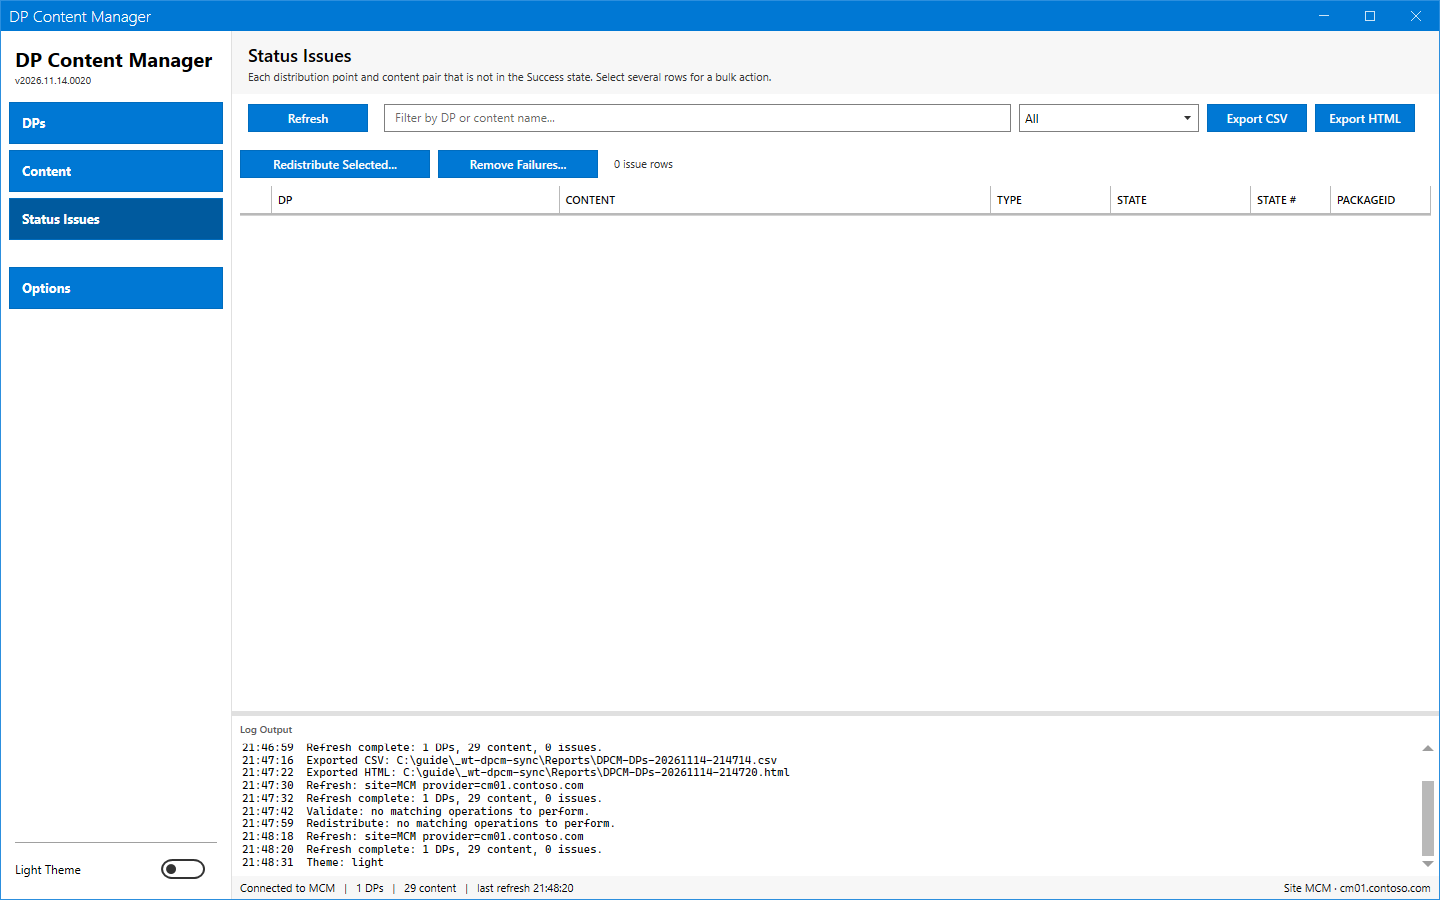 DP Content Manager
DP Content Manager
v2026.11.14.0020
DPs
Content
Status Issues
Options
Light Theme
Status Issues
Each distribution point and content pair that is not in the Success state. Select several rows for a bulk action.
Refresh
Filter by DP or content name...
All
Export CSV
Export HTML
Redistribute Selected...
Remove Failures...
0 issue rows
DP CONTENT TYPE STATE STATE # PACKAGEID
Log Output
21:46:59 Refresh complete: 1 DPs, 29 content, 0 issues.
21:47:16 Exported CSV: C:\guide\_wt-dpcm-sync\Reports\DPCM-DPs-20261114-214714.csv
21:47:22 Exported HTML: C:\guide\_wt-dpcm-sync\Reports\DPCM-DPs-20261114-214720.html
21:47:30 Refresh: site=MCM provider=cm01.contoso.com
21:47:32 Refresh complete: 1 DPs, 29 content, 0 issues.
21:47:42 Validate: no matching operations to perform.
21:47:59 Redistribute: no matching operations to perform.
21:48:18 Refresh: site=MCM provider=cm01.contoso.com
21:48:20 Refresh complete: 1 DPs, 29 content, 0 issues.
21:48:31 Theme: light
Connected to MCM | 1 DPs | 29 content | last refresh 21:48:20
Site MCM · cm01.contoso.com